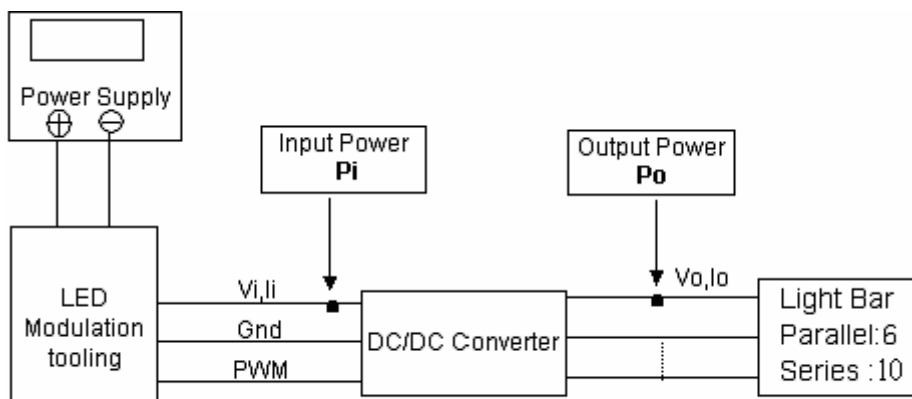 Power Supply
Input Power
Pi
Output Power
Po
LED
Modulation
tooling
Vi,Ii
Gnd
PWM
DC/DC Converter
Vo,Io
Light Bar
Parallel:6
Series :10